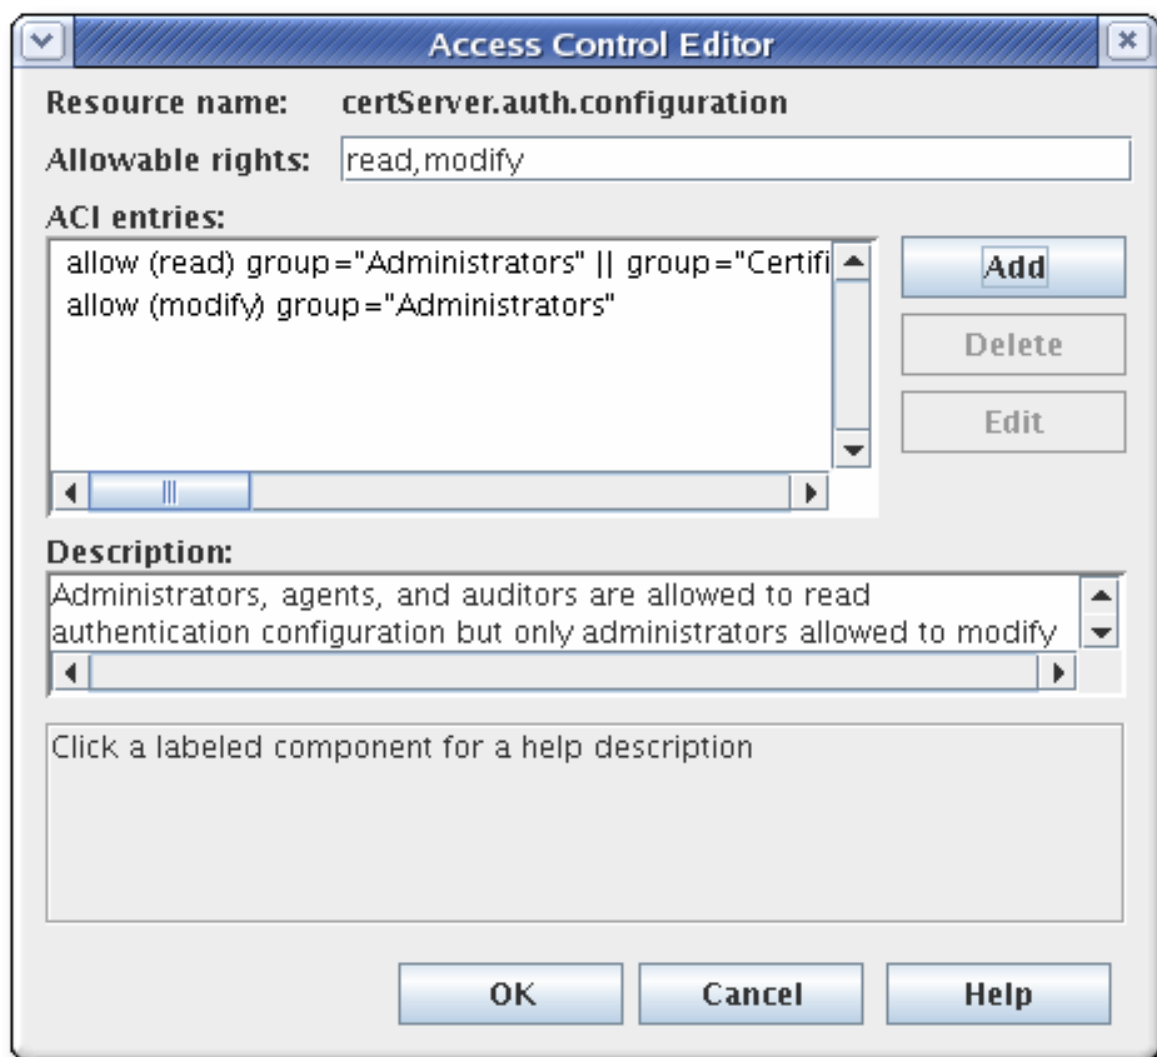 Access Control Editor
Resource name: certServer.auth.configuration
Allowable rights: read,modify
ACI entries:
allow (read) group="Administrators" || group="Certifi
allow (modify) group="Administrators"
Add
Delete
Edit
Description:
Administrators, agents, and auditors are allowed to read
authentication configuration but only administrators allowed to modify
Click a labeled component for a help description
OK Cancel Help